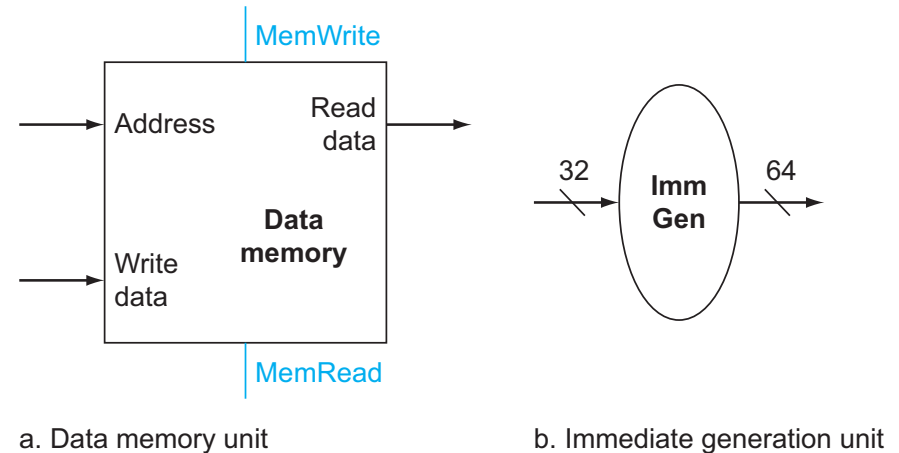 MemWrite
Address
Read
data
Data
memory
Write
data
MemRead
32
Imm
Gen
64
a. Data memory unit
b. Immediate generation unit